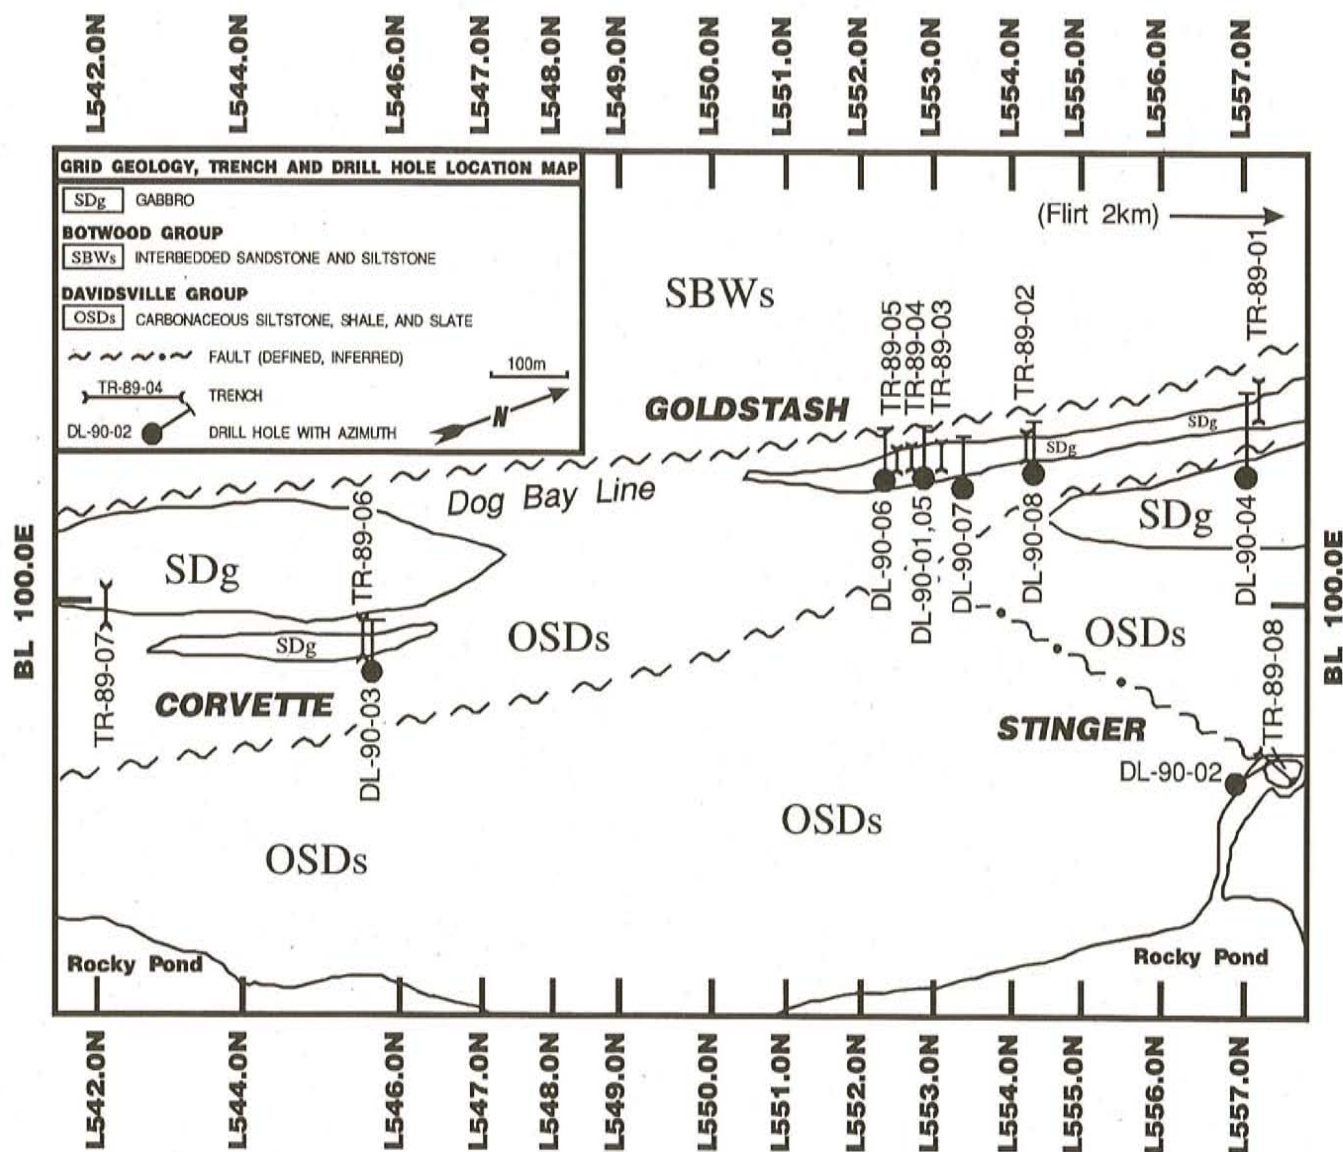 L542.0N
L544.0N
L546.0N
L547.0N
L548.0N
L549.0N
L550.0N
L551.0N
L552.0N
L553.0N
L554.0N
L555.0N
L556.0N
L557.0N
GRID GEOLOGY, TRENCH AND DRILL HOLE LOCATION MAP
SDg GABBRO
BOTWOOD GROUP
SBWs INTERBEDDED SANDSTONE AND SILTSTONE
DAVIDSVILLE GROUP
OSDs CARBONACEOUS SILTSTONE, SHALE, AND SLATE
FAULT (DEFINED, INFERRED)
100m
TR-89-04 TRENCH
N
DL-90-02 DRILL HOLE WITH AZIMUTH
(Flirt 2km)
SBWs
TR-89-05
TR-89-04
TR-89-03
TR-89-02
TR-89-01
GOLDSTASH
SDg
SDg
Dog Bay Line
SDg
TR-89-06
SDg
BL 100.0E
BL 100.0E
DL-90-06
DL-90-01,05
DL-90-07
DL-90-08
DL-90-04
TR-89-07
SDg
OSDs
OSDs
CORVETTE
DL-90-03
STINGER
TR-89-08
DL-90-02
OSDs
OSDs
Rocky Pond
Rocky Pond
L542.0N
L544.0N
L546.0N
L547.0N
L548.0N
L549.0N
L550.0N
L551.0N
L552.0N
L553.0N
L554.0N
L555.0N
L556.0N
L557.0N